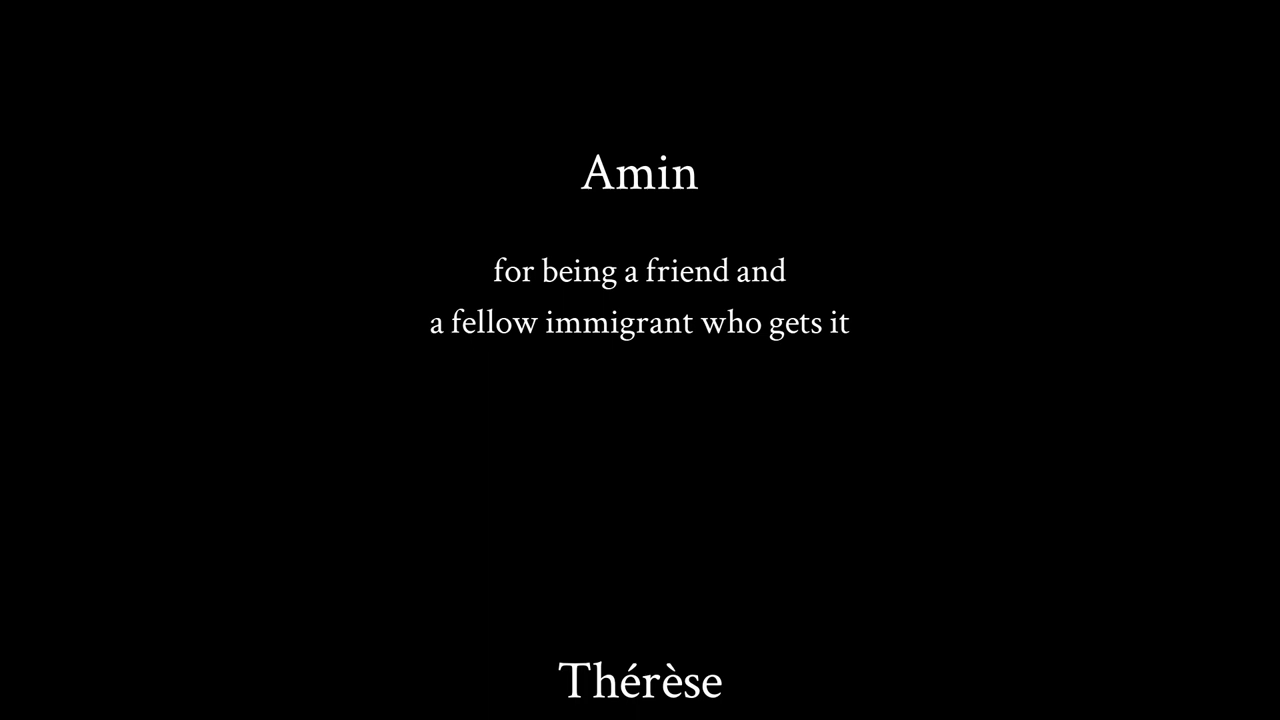 Amin
for being a friend and
a fellow immigrant who gets it
Thérèse